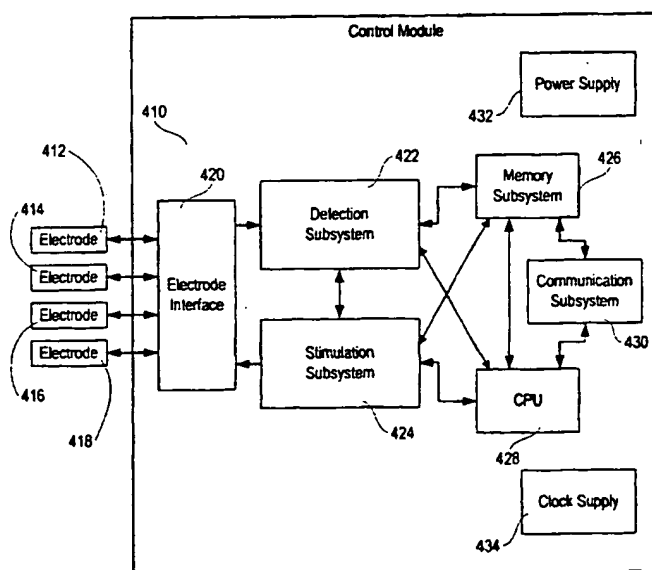 Control Module
Power Supply
432
410
412
420
422
Memory
Subsystem
426
414
Electrode
Detection
Subsystem
Electrode
Electrode
Interface
Communication
Subsystem
430
Electrode
Stimulation
Subsystem
Electrode
416
418
424
CPU
428
Clock Supply
434